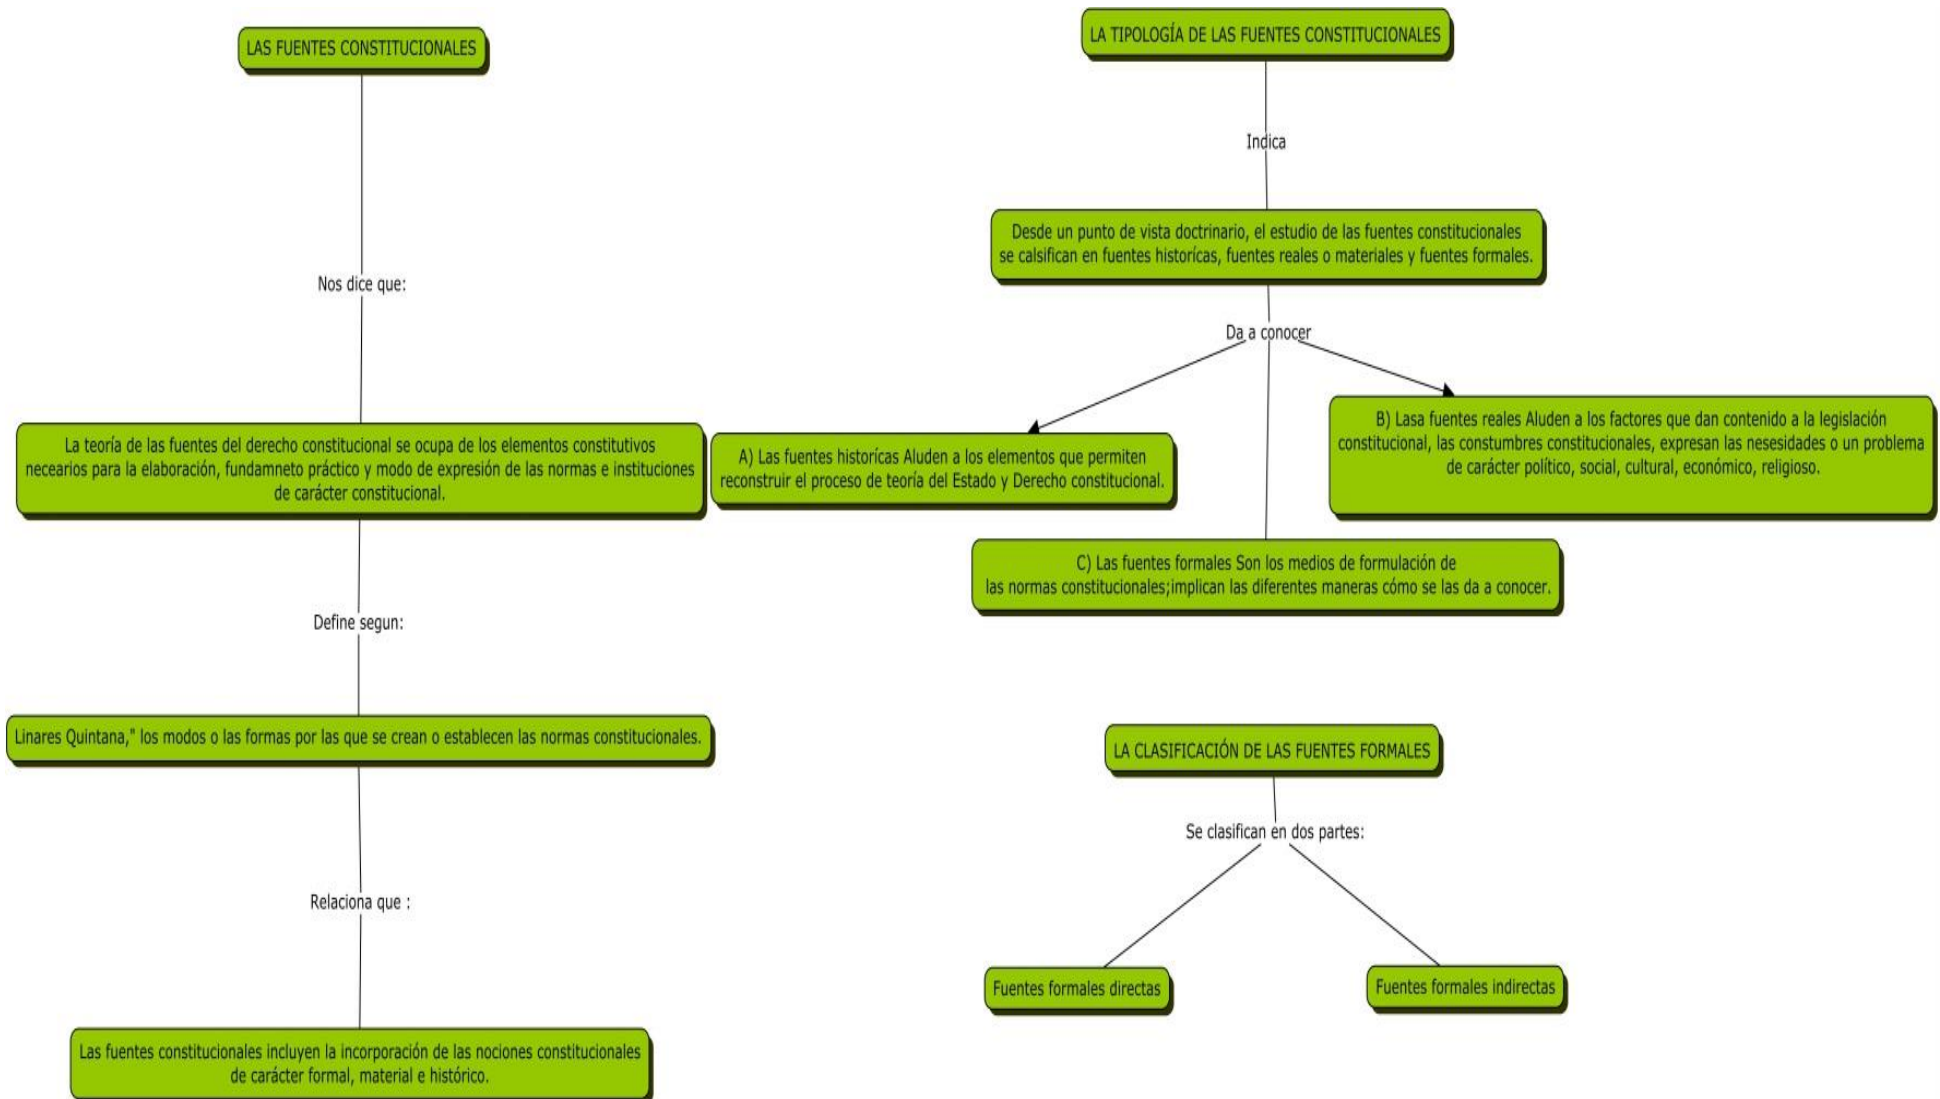 LAS FUENTES CONSTITUCIONALES
Nos dice que:
La teoría de las fuentes del derecho constitucional se ocupa de los elementos constitutivos
necearios para la elaboración, fundamneto práctico y modo de expresión de las normas e instituciones
de carácter constitucional.
Define segun:
Linares Quintana," los modos o las formas por las que se crean o establecen las normas constitucionales.
Relaciona que :
Las fuentes constitucionales incluyen la incorporación de las nociones constitucionales
de carácter formal, material e histórico.
LA TIPOLOGÍA DE LAS FUENTES CONSTITUCIONALES
Indica
Desde un punto de vista doctrinario, el estudio de las fuentes constitucionales
se calsifican en fuentes historícas, fuentes reales o materiales y fuentes formales.
Da a conocer
A) Las fuentes historícas Aluden a los elementos que permiten
reconstruir el proceso de teoría del Estado y Derecho constitucional.
B) Lasa fuentes reales Aluden a los factores que dan contenido a la legislación
constitucional, las constumbres constitucionales, expresan las nesesidades o un problema
de carácter político, social, cultural, económico, religioso.
C) Las fuentes formales Son los medios de formulación de
las normas constitucionales;implican las diferentes maneras cómo se las da a conocer.
LA CLASIFICACIÓN DE LAS FUENTES FORMALES
Se clasifican en dos partes:
Fuentes formales directas
Fuentes formales indirectas